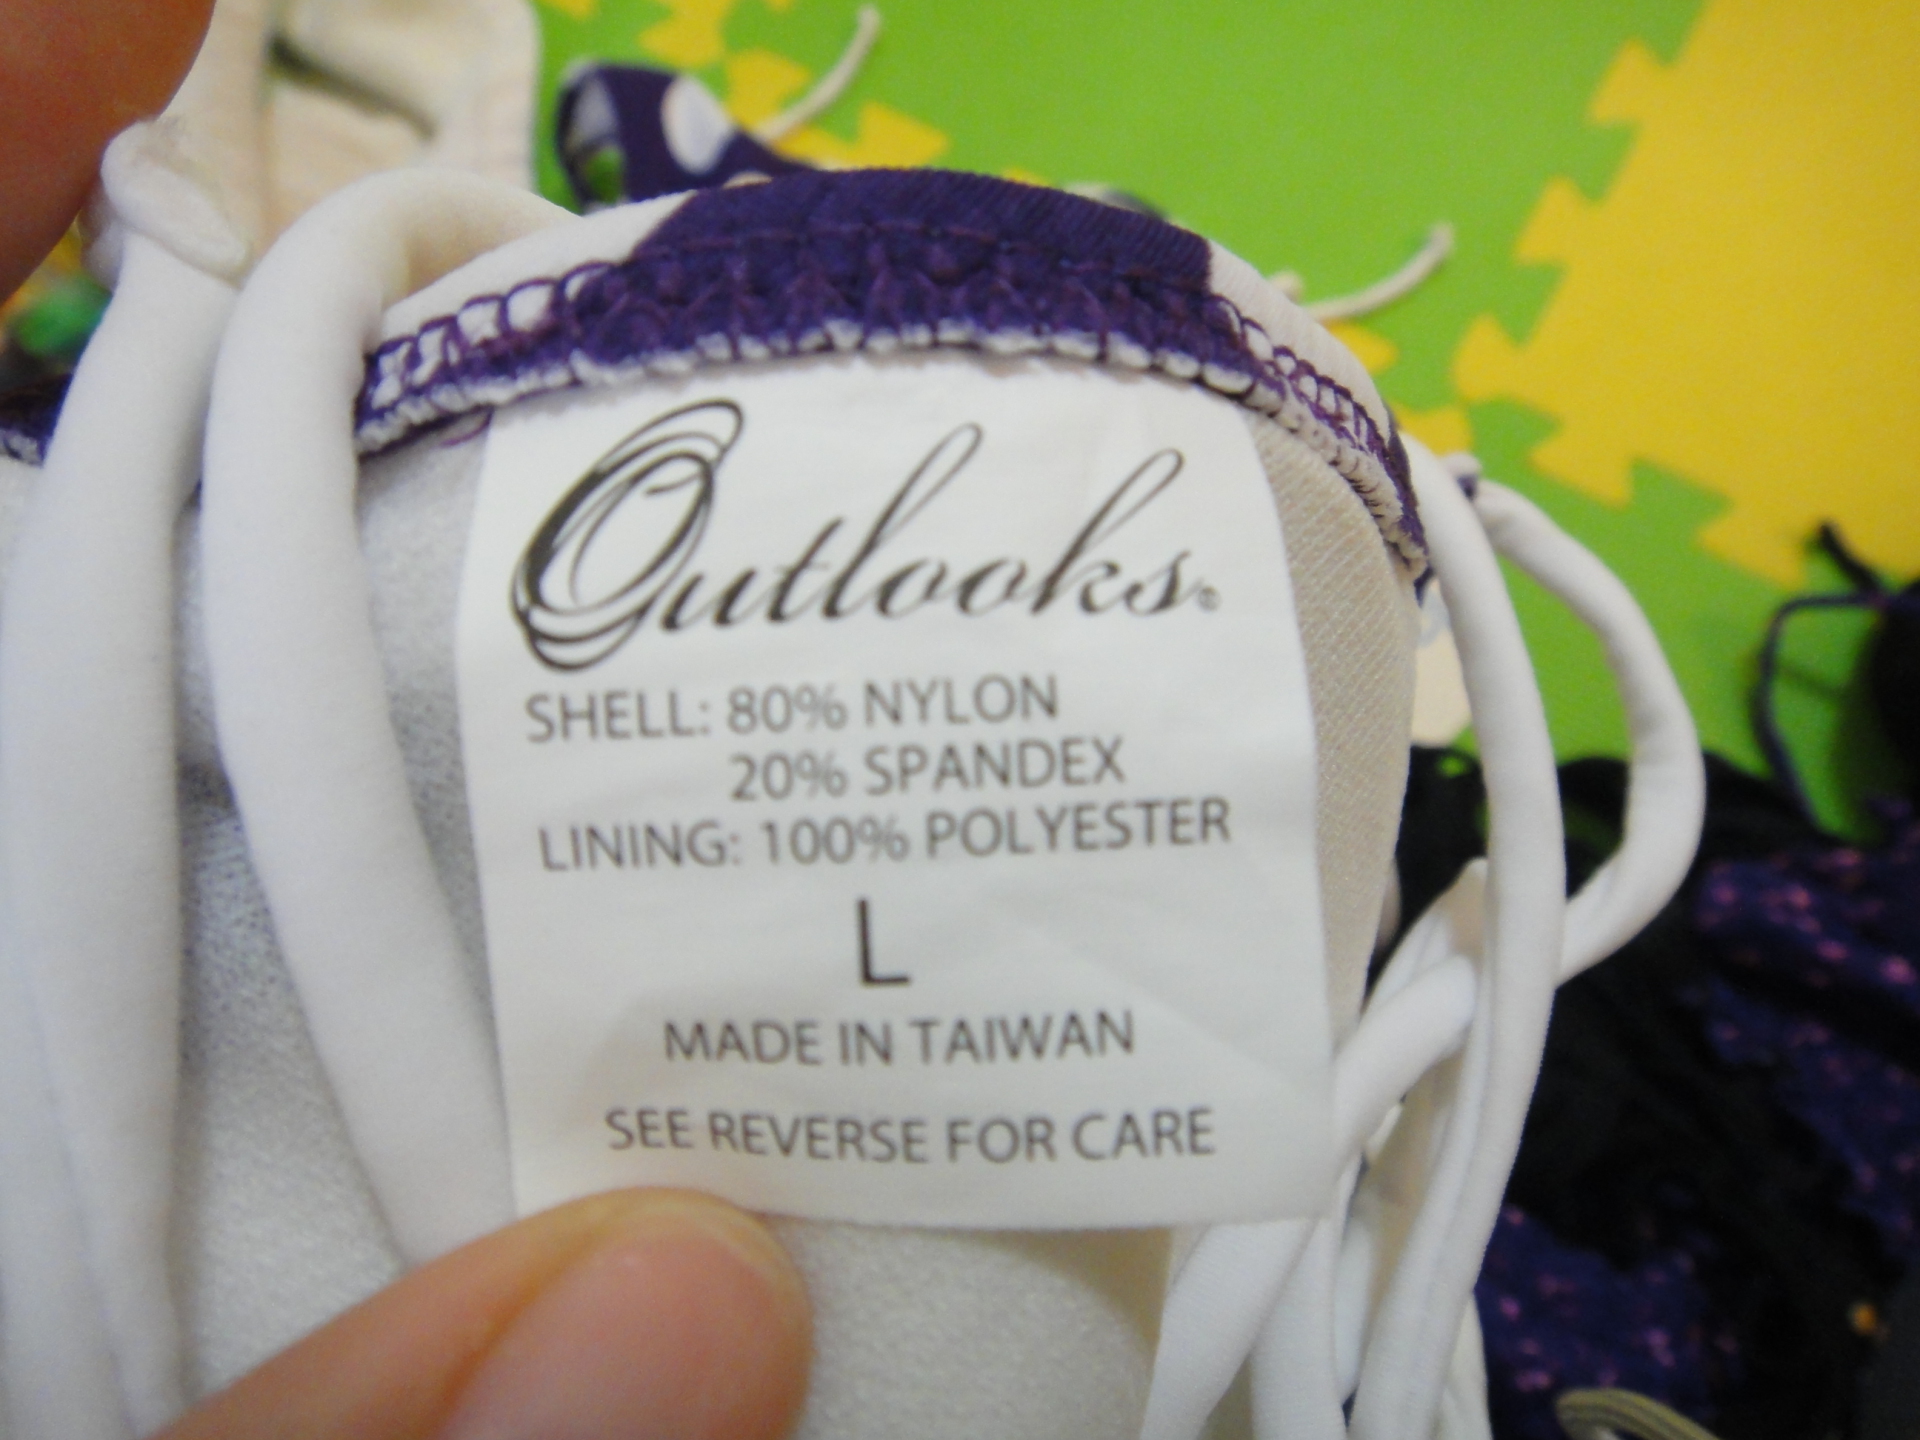 Outlooks®
SHELL: 80% NYLON
20% SPANDEX
LINING: 100% POLYESTER
L
MADE IN TAIWAN
SEE REVERSE FOR CARE